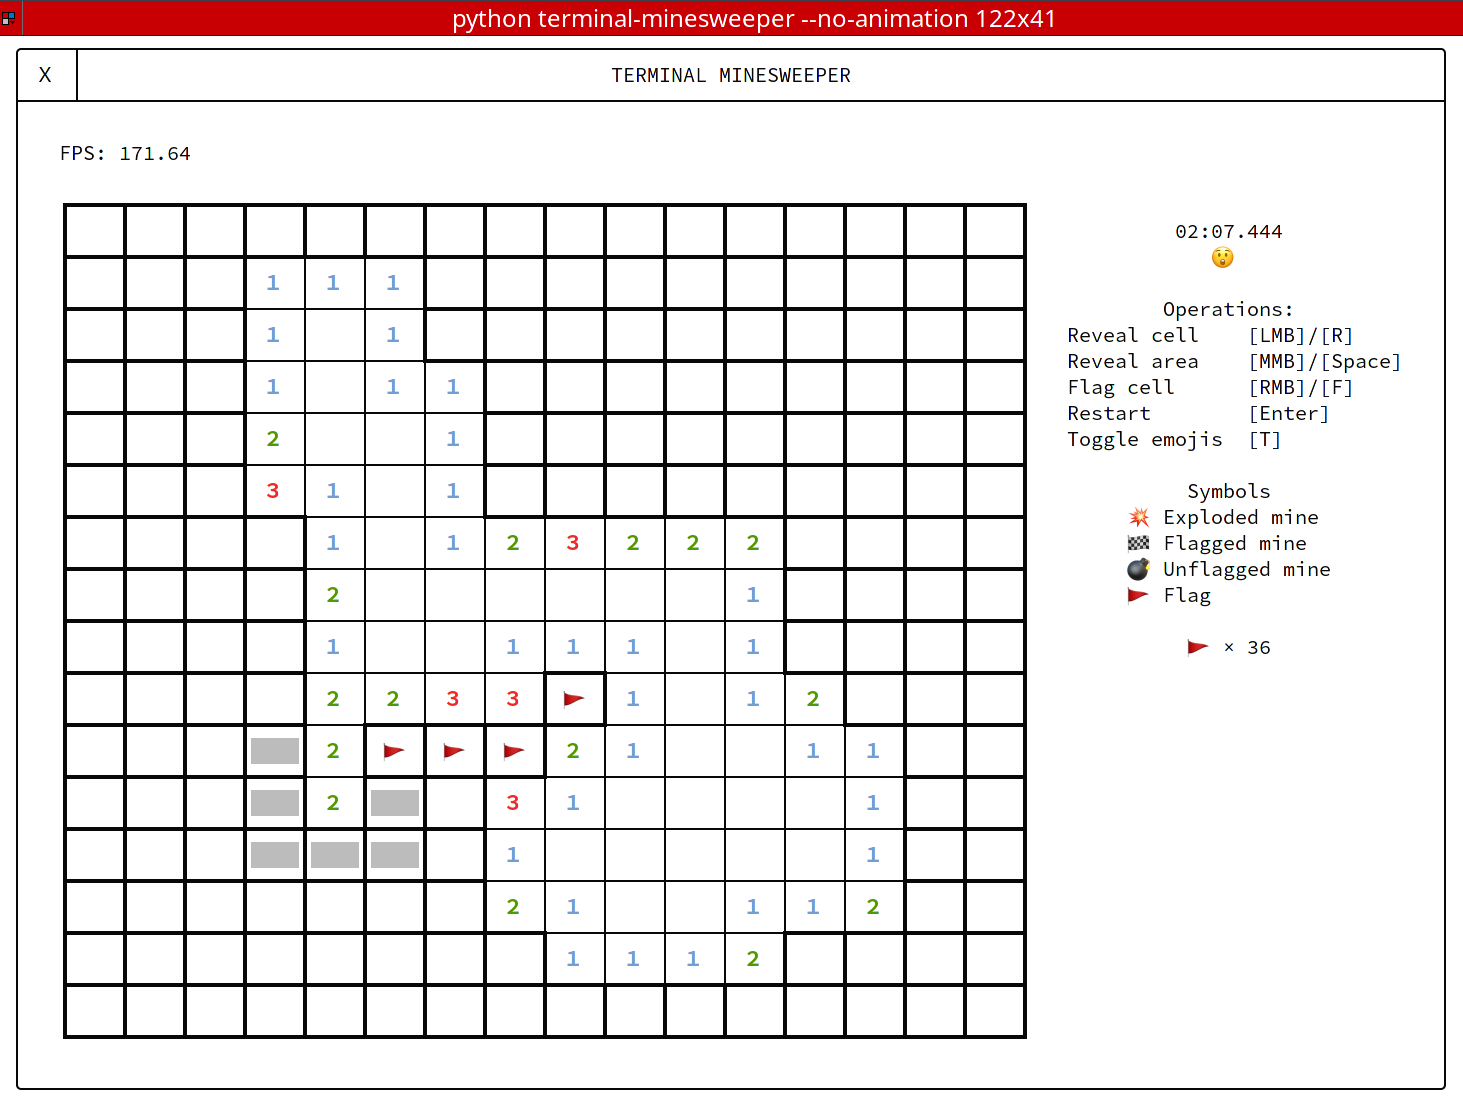 python terminal-minesweeper --no-animation 122x41
X TERMINAL MINESWEEPER
FPS: 171.64
02:07.444
Operations:
Reveal cell [LMB]/[R]
Reveal area [MMB]/[Space]
Flag cell [RMB]/[F]
Restart [Enter]
Toggle emojis [T]
Symbols
Exploded mine
Flagged mine
Unflagged mine
Flag
× 36
1 1 1
1 1
1 1 1
2 1
3 1 1
1 1 2 3 2 2 2
2 1
1 1 1 1 1
2 2 3 3 1 1 2
2 2 1 1 1
2 3 1 1
1 1
2 1 1 1 2
1 1 1 2